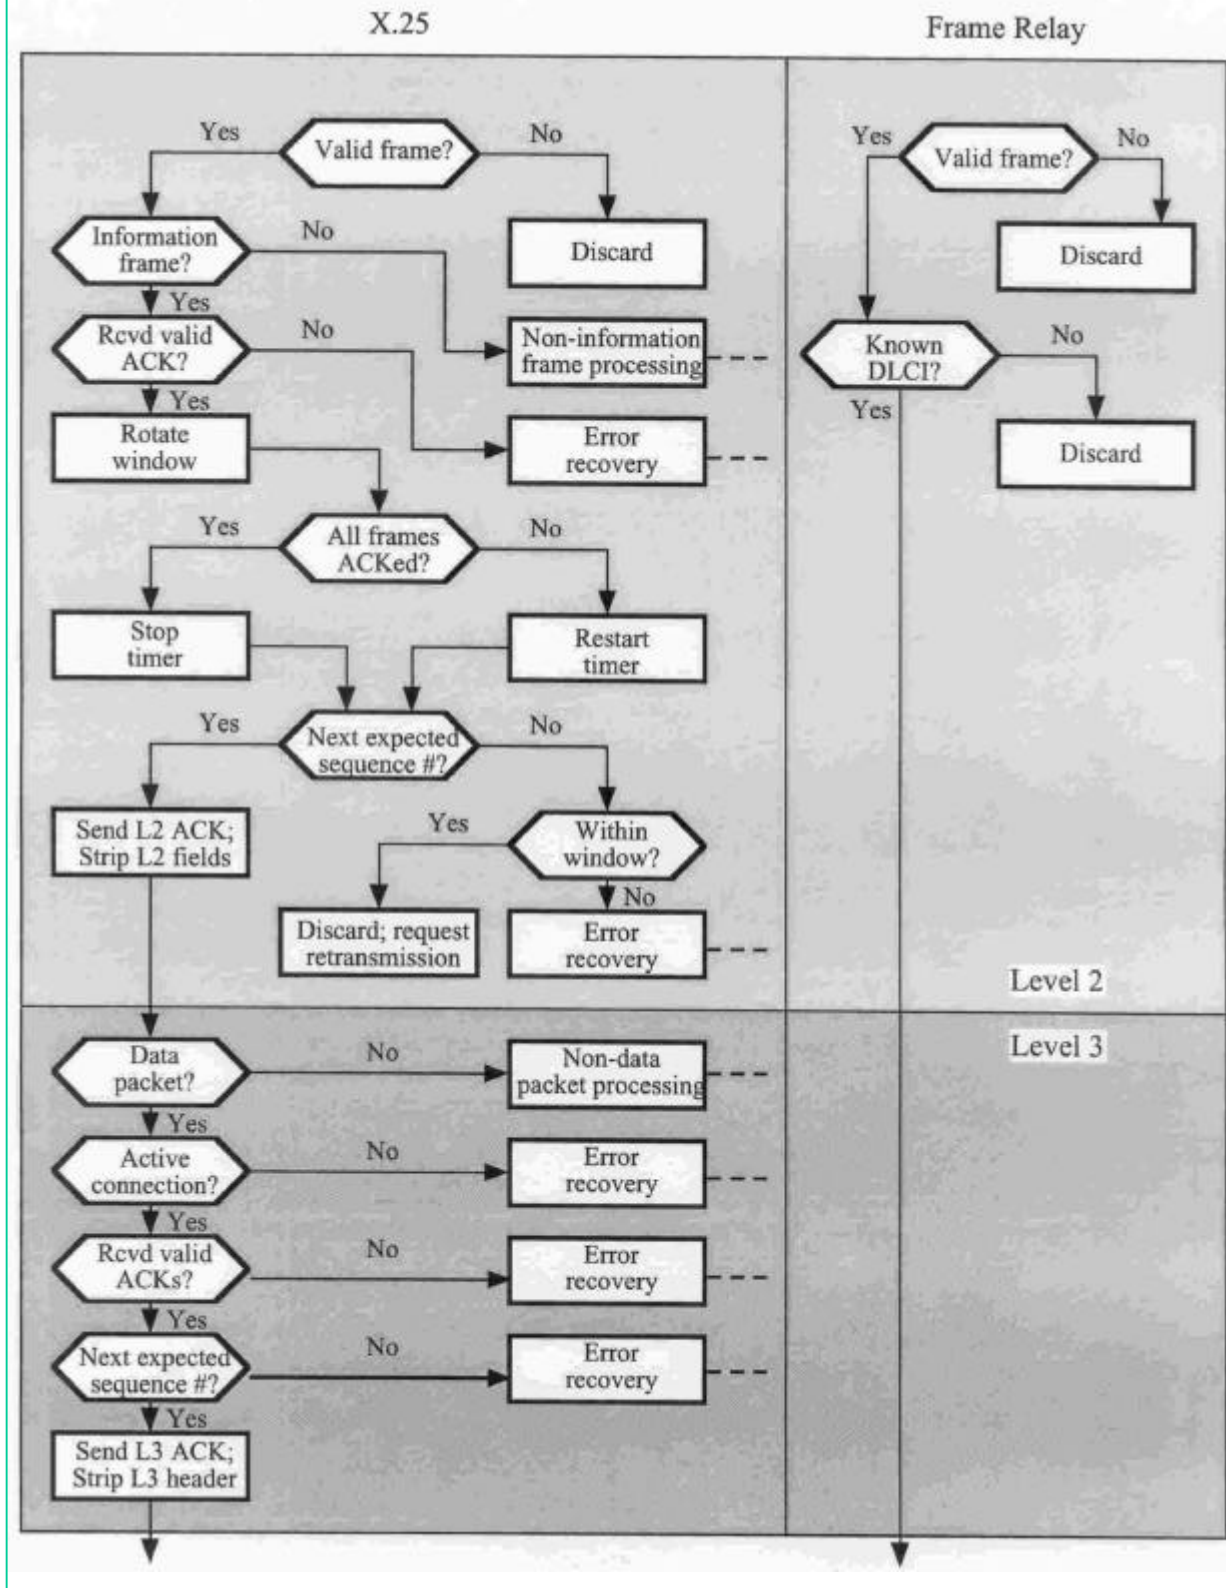 X.25
Frame Relay
Yes
Valid frame?
No
Yes
Valid frame?
No
Information
frame?
No
Discard
Discard
Yes
Rcvd valid
ACK?
No
Non-information
frame processing
Known
DLCI?
No
Yes
Yes
Rotate
window
Error
recovery
Discard
Yes
All frames
ACKed?
No
Stop
timer
Restart
timer
Yes
Next expected
sequence #?
No
Send L2 ACK;
Strip L2 fields
Yes
Within
window?
No
Discard; request
retransmission
Error
recovery
Level 2
Level 3
Data
packet?
No
Non-data
packet processing
Yes
Active
connection?
No
Error
recovery
Yes
Rcvd valid
ACKs?
No
Error
recovery
Yes
Next expected
sequence #?
No
Error
recovery
Yes
Send L3 ACK;
Strip L3 header